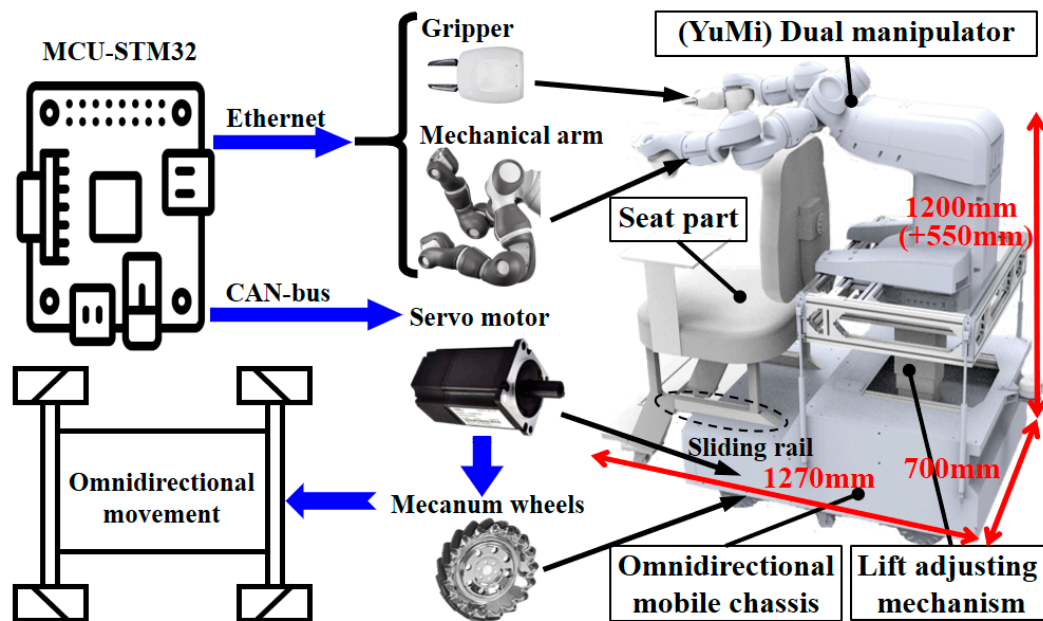 MCU-STM32
Ethernet
Gripper
Mechanical arm
(YuMi) Dual manipulator
Seat part
1200mm
(+550mm)
CAN-bus
Servo motor
Sliding rail
1270mm
700mm
Omnidirectional
movement
Mecanum wheels
Omnidirectional
mobile chassis
Lift adjusting
mechanism